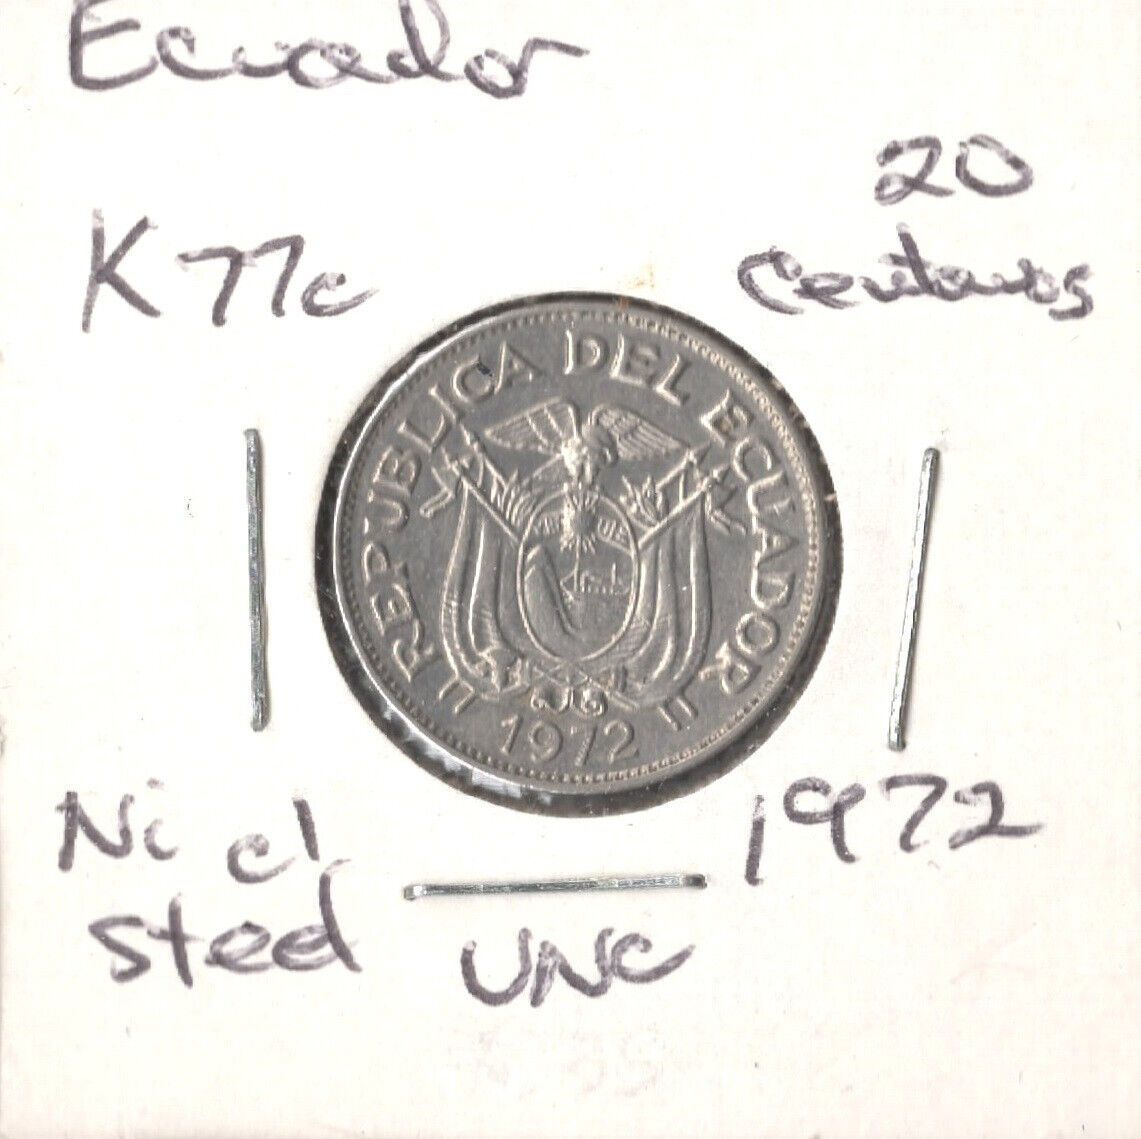 Ecuador
20
Centavos
K77c
REPUBLICA DEL ECUADOR
1972
Ni cl
steel
1972
UNC